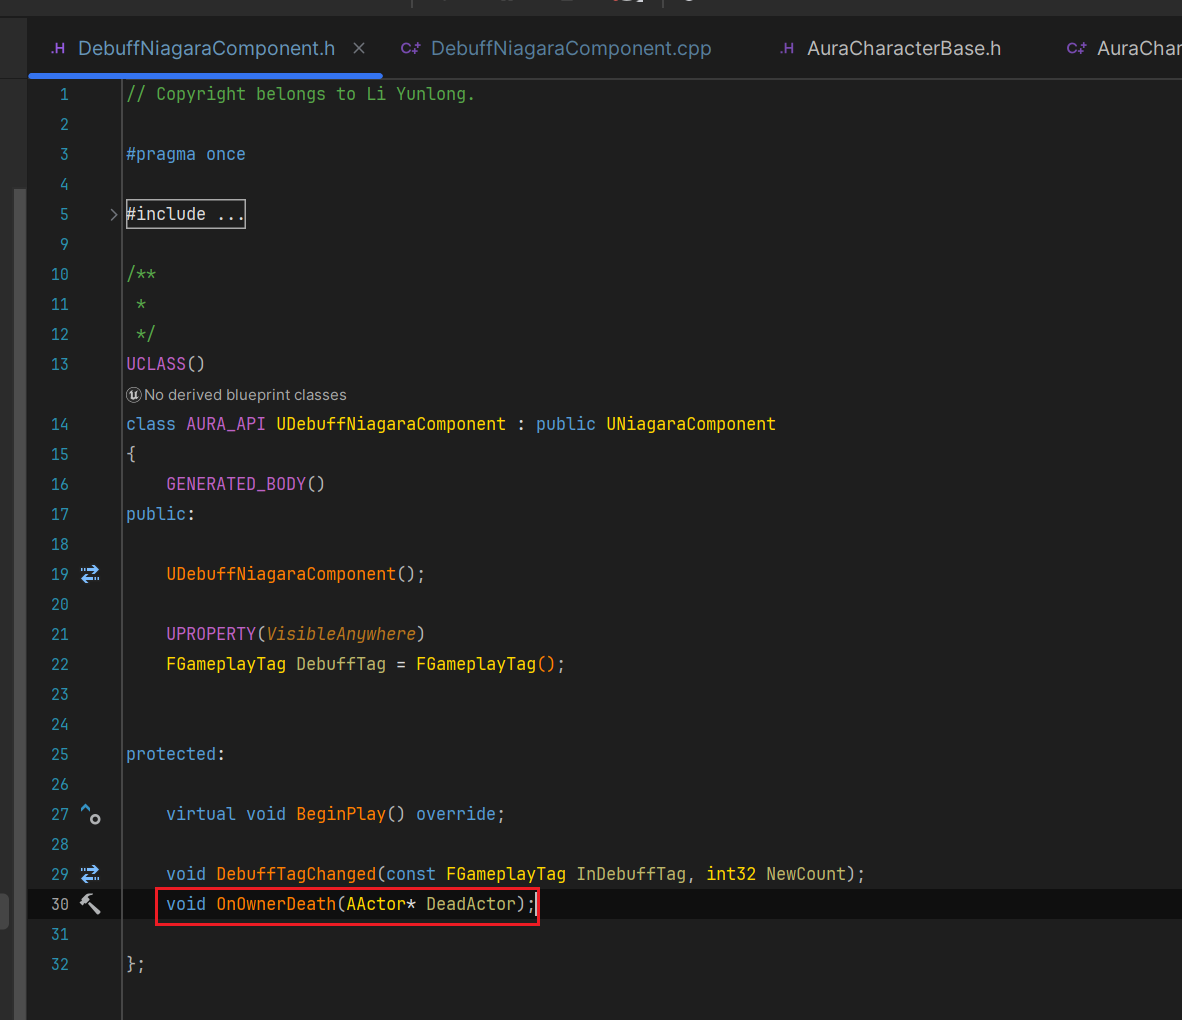 .H DebuffNiagaraComponent.h × C++ DebuffNiagaraComponent.cpp .H AuraCharacterBase.h C++ AuraChar
1 // Copyright belongs to Li Yunlong.
2
3 #pragma once
4
5 #include ...
9
10 /**
11 *
12 */
13 UCLASS()
No derived blueprint classes
14 class AURA_API UDebuffNiagaraComponent : public UNiagaraComponent
15 {
16 GENERATED_BODY()
17 public:
18
19 UDebuffNiagaraComponent();
20
21 UPROPERTY(VisibleAnywhere)
22 FGameplayTag DebuffTag = FGameplayTag();
23
24
25 protected:
26
27 virtual void BeginPlay() override;
28
29 void DebuffTagChanged(const FGameplayTag InDebuffTag, int32 NewCount);
30 void OnOwnerDeath(AActor* DeadActor);
31
32 };